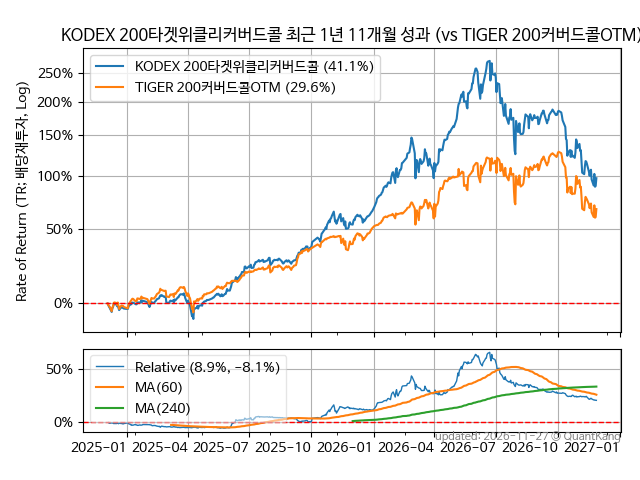 KODEX 200타겟위클리커버드콜 최근 1년 11개월 성과 (vs TIGER 200커버드콜OTM)
Rate of Return (TR: 배당재투자, Log)
250%
200%
150%
100%
50%
0%
KODEX 200타겟위클리커버드콜 (41.1%)
TIGER 200커버드콜OTM (29.6%)
50%
0%
Relative (8.9%, -8.1%)
MA(60)
MA(240)
2025-01 2025-04 2025-07 2025-10 2026-01 2026-04 2026-07 2026-10 2027-01
updated: 2026-11-27 © QuantKang